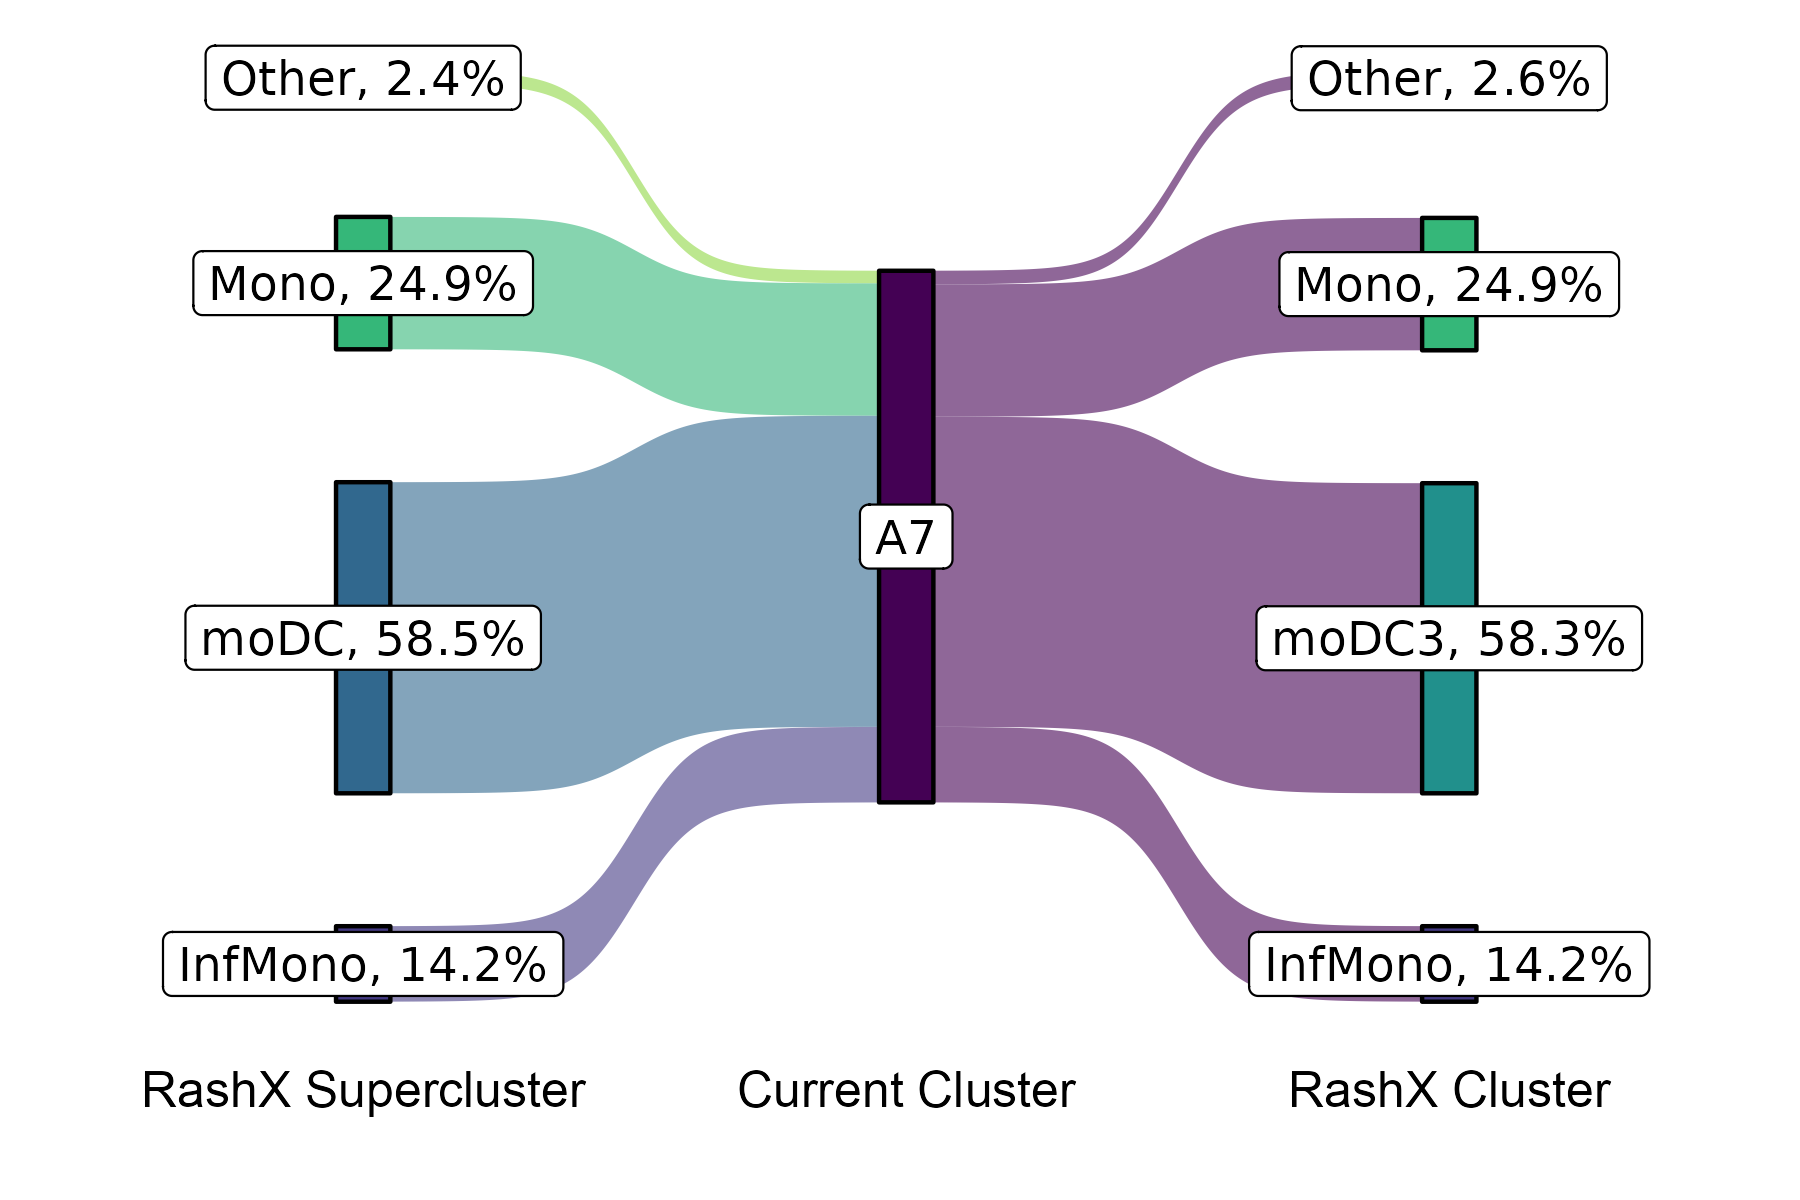 Other, 2.4%
Other, 2.6%
Mono, 24.9%
Mono, 24.9%
A7
moDC, 58.5%
moDC3, 58.3%
InfMono, 14.2%
InfMono, 14.2%
RashX Supercluster
Current Cluster
RashX Cluster